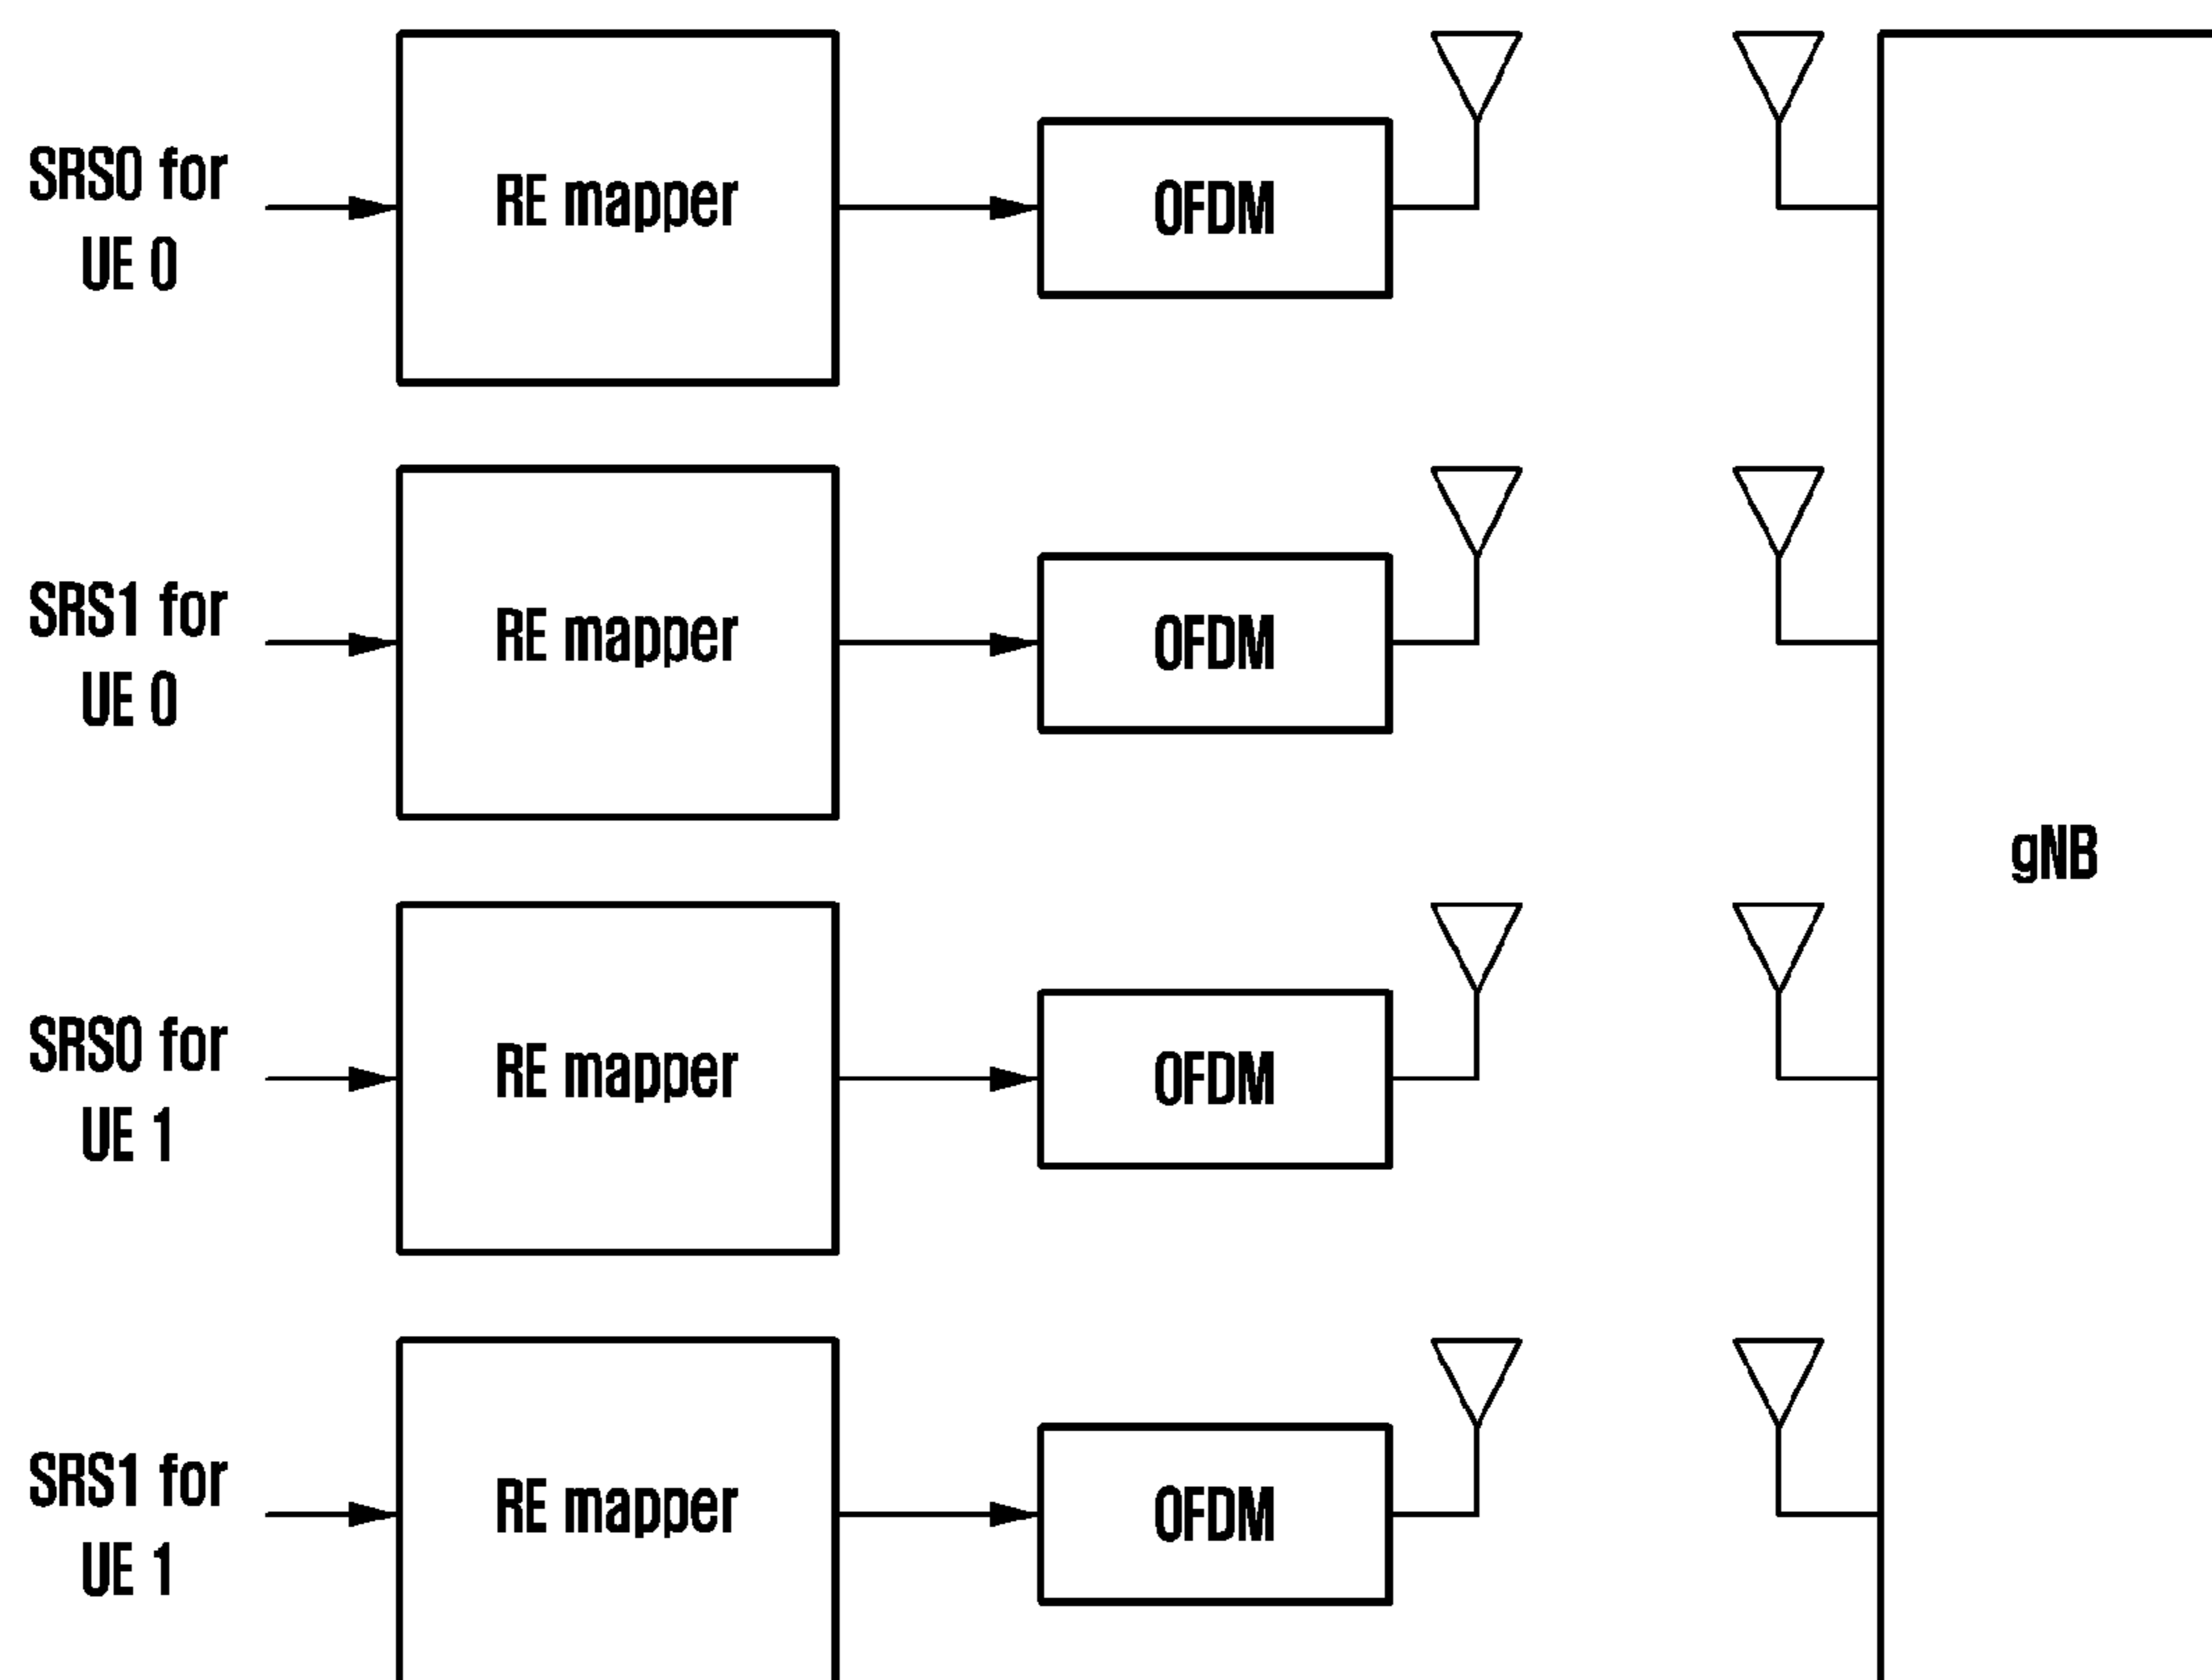 SRS0 for
UE 0
RE mapper
OFDM
SRS1 for
UE 0
RE mapper
OFDM
gNB
SRS0 for
UE 1
RE mapper
OFDM
SRS1 for
UE 1
RE mapper
OFDM